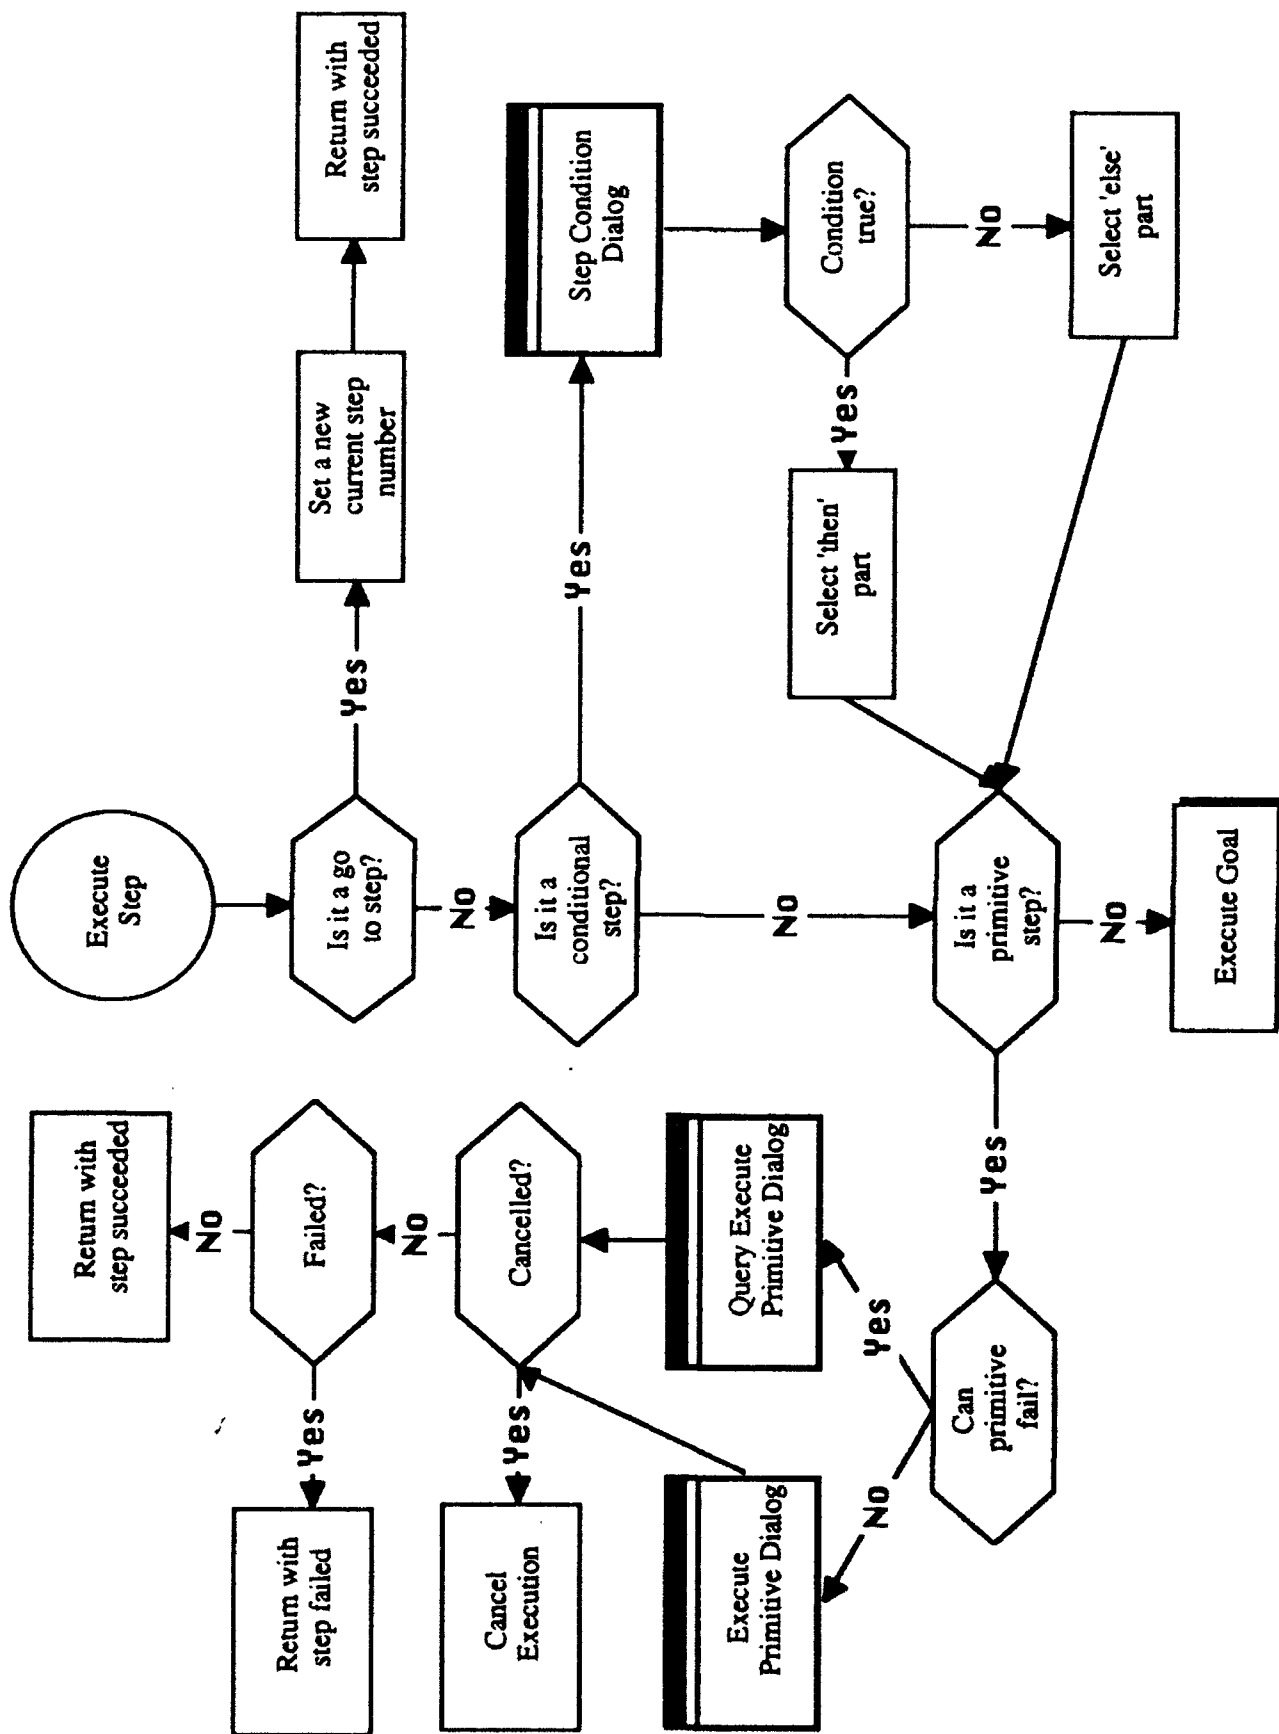 Execute
Step
Is it a go
to step?
Yes
Set a new
current step
number
Return with
step succeeded
No
Is it a
conditional
step?
Yes
Step Condition
Dialog
Condition
true?
Yes
Select 'then'
part
No
Select 'else'
part
No
Is it a
primitive
step?
No
Execute Goal
Yes
Can
primitive
fail?
Yes
Query Execute
Primitive Dialog
No
Execute
Primitive Dialog
Cancelled?
Yes
Cancel
Execution
No
Failed?
Yes
Return with
step failed
No
Return with
step succeeded